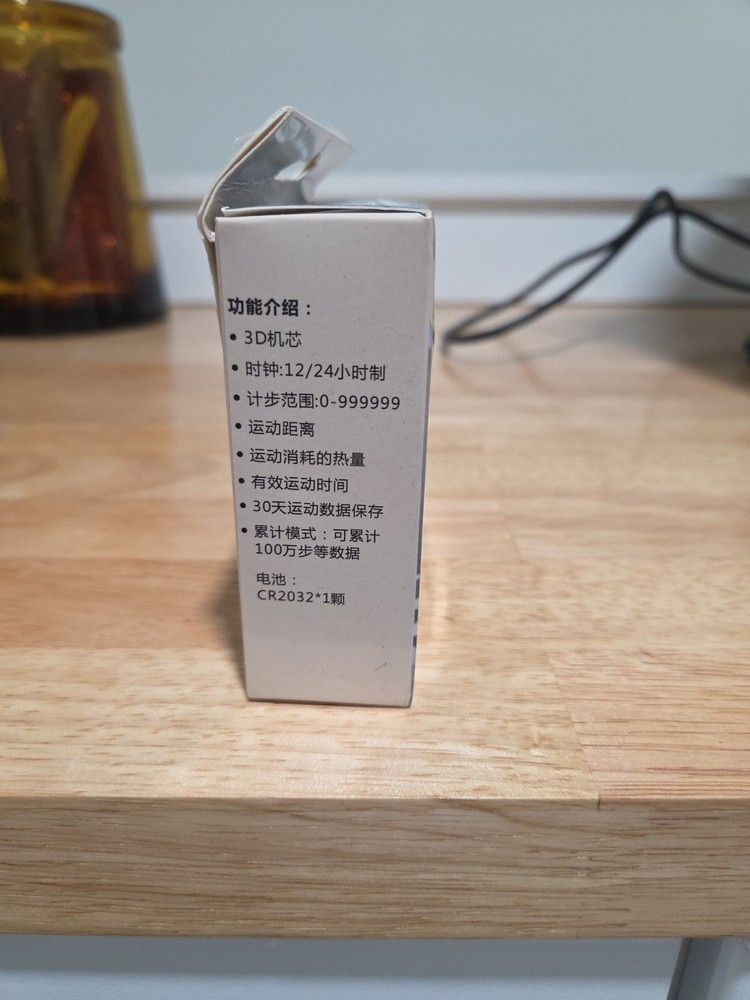 功能介绍：
• 3D机芯
• 时钟:12/24小时制
• 计步范围:0-999999
• 运动距离
• 运动消耗的热量
• 有效运动时间
• 30天运动数据保存
• 累计模式：可累计
100万步等数据
电池：
CR2032*1颗